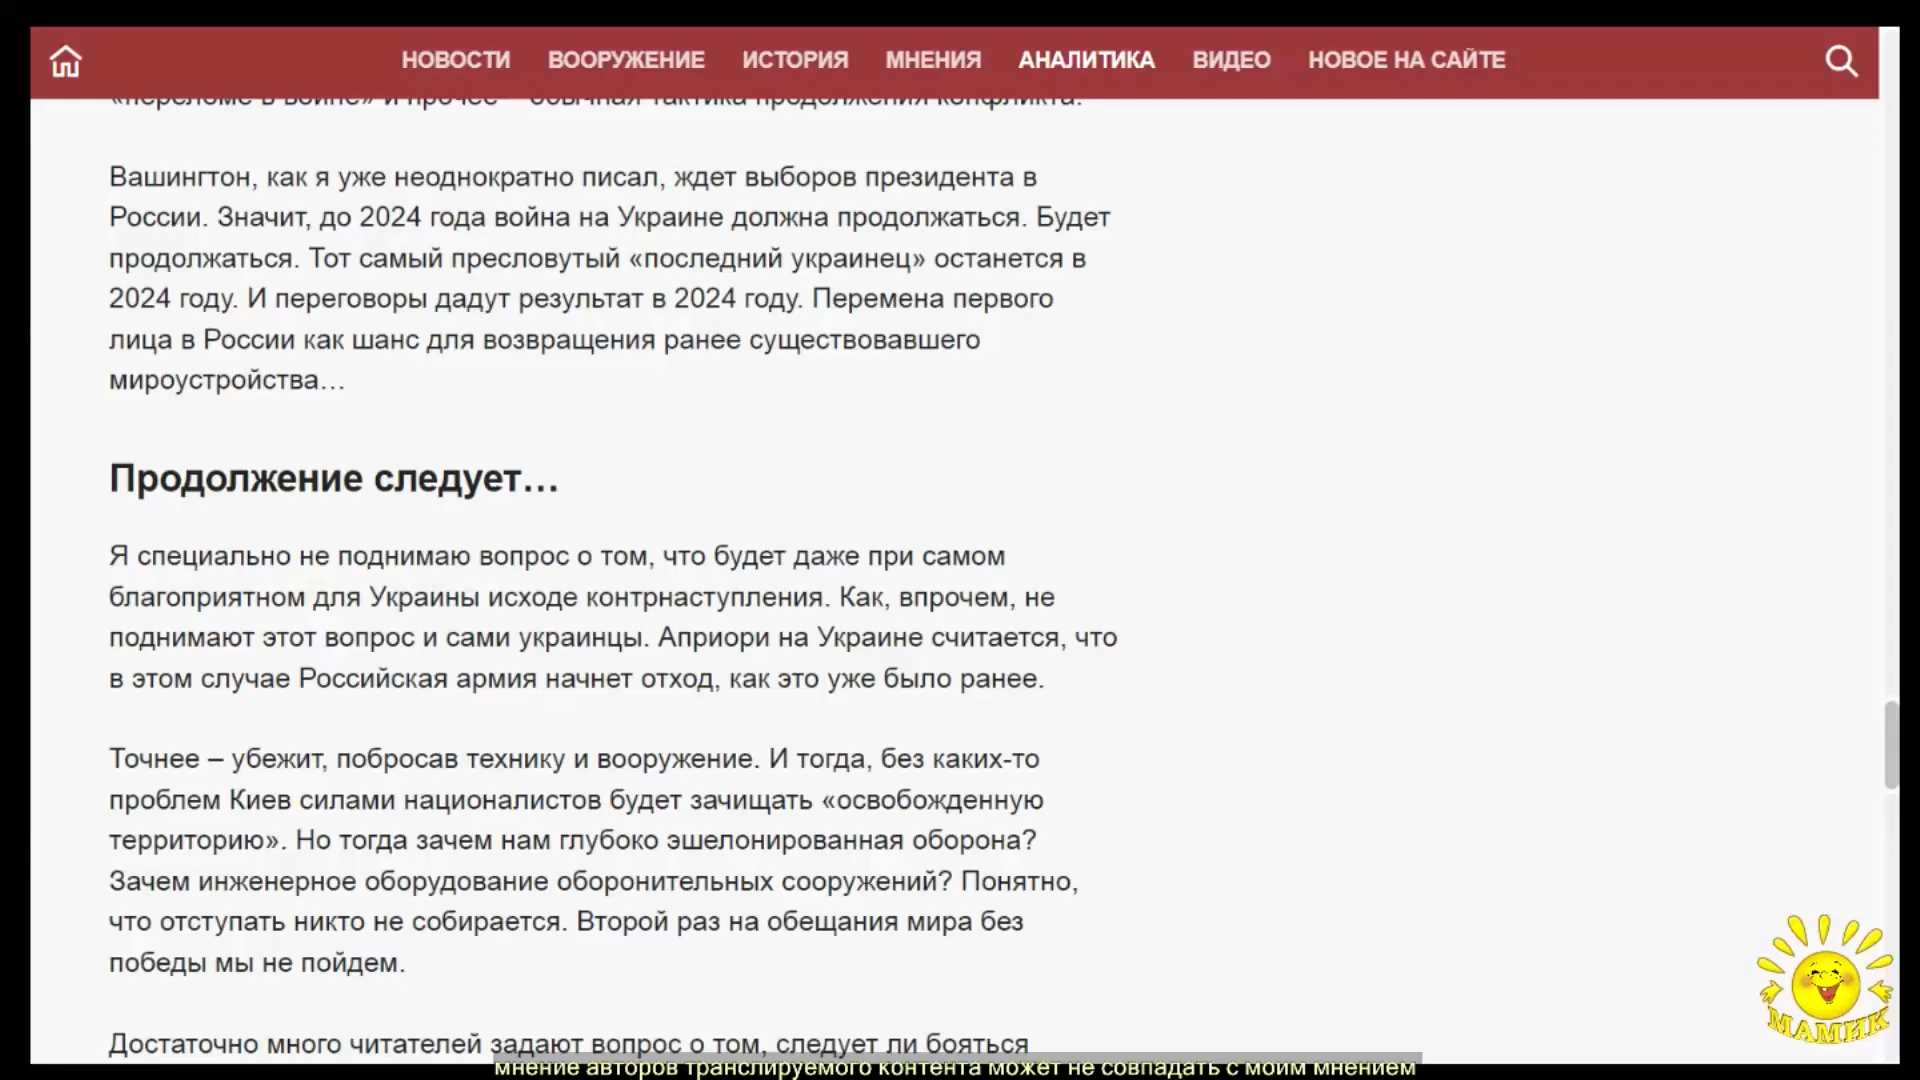 НОВОСТИ ВООРУЖЕНИЕ ИСТОРИЯ МНЕНИЯ АНАЛИТИКА ВИДЕО НОВОЕ НА САЙТЕ
«переломе в войне» и прочее – обычная тактика продолжения конфликта.
Вашингтон, как я уже неоднократно писал, ждет выборов президента в
России. Значит, до 2024 года война на Украине должна продолжаться. Будет
продолжаться. Тот самый пресловутый «последний украинец» останется в
2024 году. И переговоры дадут результат в 2024 году. Перемена первого
лица в России как шанс для возвращения ранее существовавшего
мироустройства…
Продолжение следует…
Я специально не поднимаю вопрос о том, что будет даже при самом
благоприятном для Украины исходе контрнаступления. Как, впрочем, не
поднимают этот вопрос и сами украинцы. Априори на Украине считается, что
в этом случае Российская армия начнет отход, как это уже было ранее.
Точнее – убежит, побросав технику и вооружение. И тогда, без каких-то
проблем Киев силами националистов будет зачищать «освобожденную
территорию». Но тогда зачем нам глубоко эшелонированная оборона?
Зачем инженерное оборудование оборонительных сооружений? Понятно,
что отступать никто не собирается. Второй раз на обещания мира без
победы мы не пойдем.
МАМИК
Достаточно много читателей задают вопрос о том, следует ли бояться
мнение авторов транслируемого контента может не совпадать с моим мнением